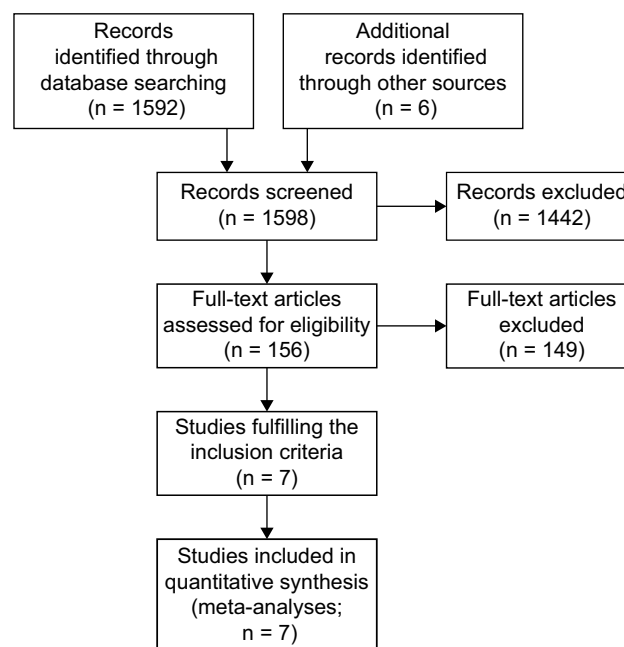 Records
identified through
database searching
(n = 1592)
Additional
records identified
through other sources
(n = 6)
Records screened
(n = 1598)
Records excluded
(n = 1442)
Full-text articles
assessed for eligibility
(n = 156)
Full-text articles
excluded
(n = 149)
Studies fulfilling the
inclusion criteria
(n = 7)
Studies included in
quantitative synthesis
(meta-analyses;
n = 7)